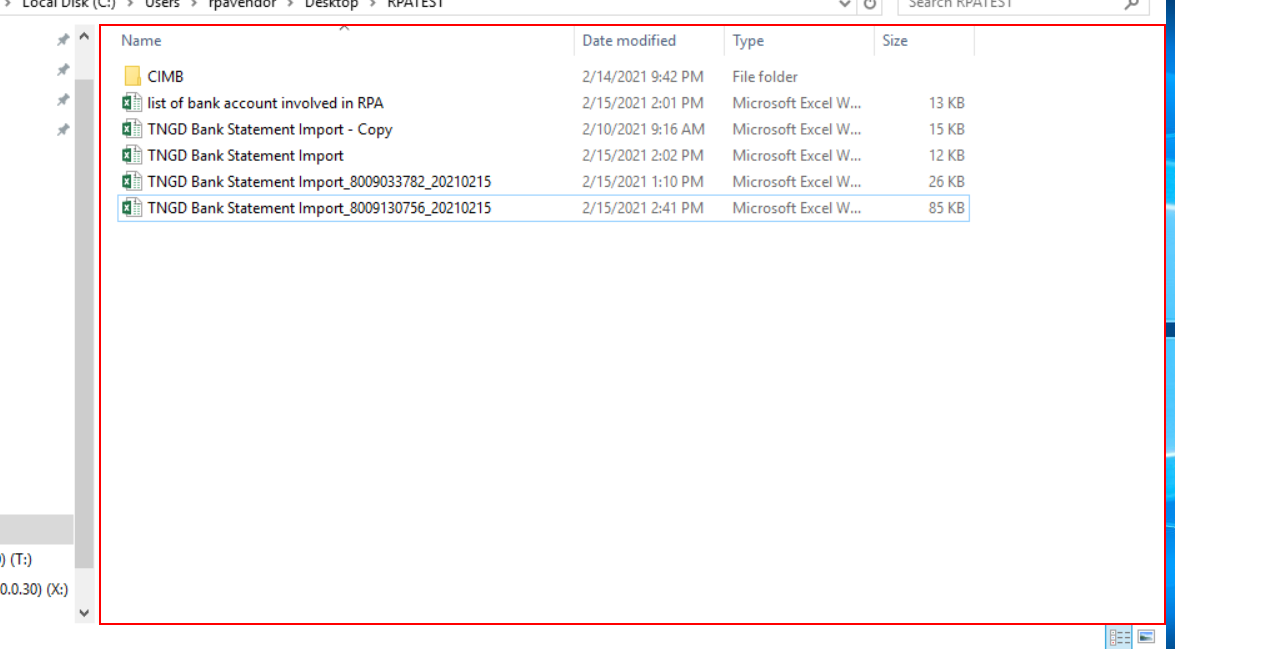 > Local Disk (C:) > Users > rpavendor > Desktop > RPATEST Search RPATEST
Name Date modified Type Size
CIMB 2/14/2021 9:42 PM File folder
list of bank account involved in RPA 2/15/2021 2:01 PM Microsoft Excel W... 13 KB
TNGD Bank Statement Import - Copy 2/10/2021 9:16 AM Microsoft Excel W... 15 KB
TNGD Bank Statement Import 2/15/2021 2:02 PM Microsoft Excel W... 12 KB
TNGD Bank Statement Import_8009033782_20210215 2/15/2021 1:10 PM Microsoft Excel W... 26 KB
TNGD Bank Statement Import_8009130756_20210215 2/15/2021 2:41 PM Microsoft Excel W... 85 KB
) (T:)
0.0.30) (X:)